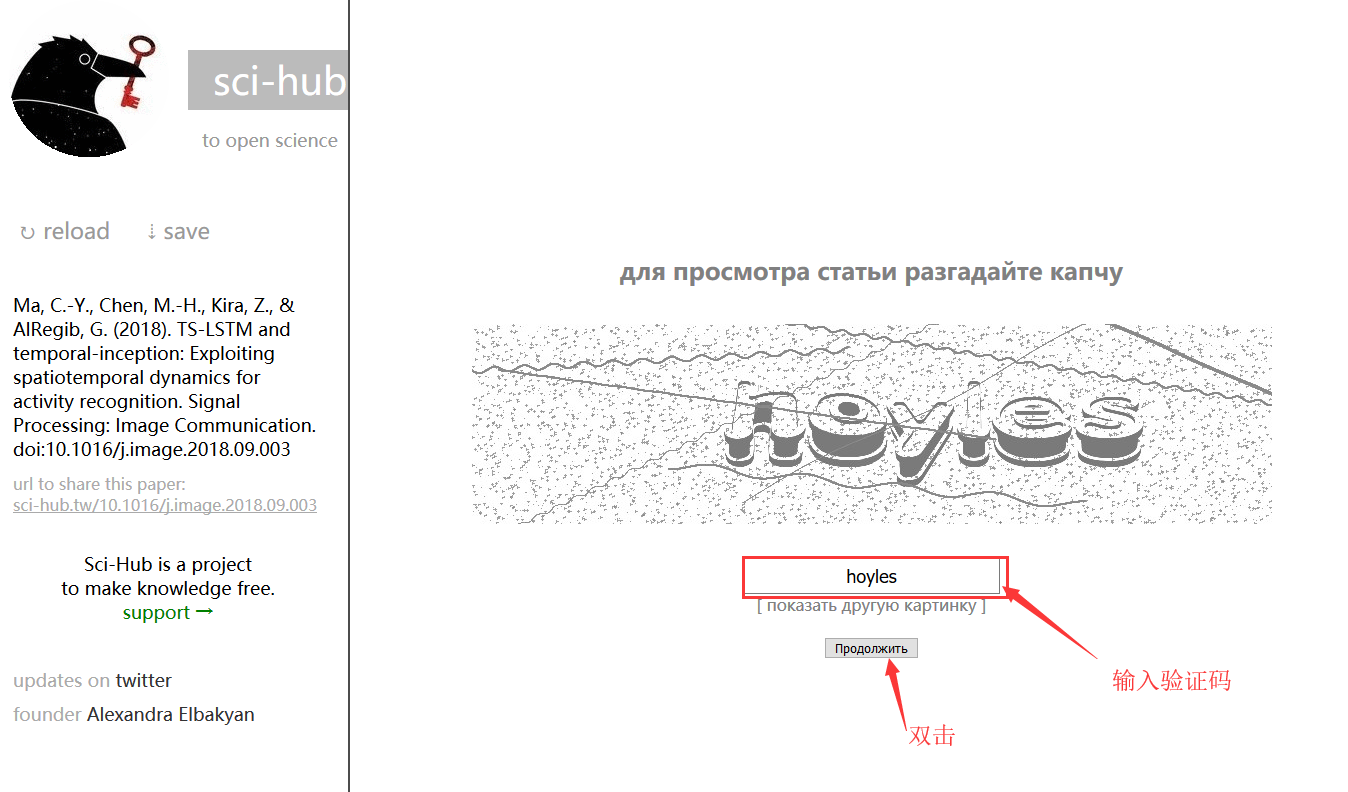 sci-hub
to open science
↻ reload ⇣ save
Ma, C.-Y., Chen, M.-H., Kira, Z., &
AlRegib, G. (2018). TS-LSTM and
temporal-inception: Exploiting
spatiotemporal dynamics for
activity recognition. Signal
Processing: Image Communication.
doi:10.1016/j.image.2018.09.003
url to share this paper:
sci-hub.tw/10.1016/j.image.2018.09.003
Sci-Hub is a project
to make knowledge free.
support →
updates on twitter
founder Alexandra Elbakyan
для просмотра статьи разгадайте капчу
hoyles
hoyles
[ показать другую картинку ]
Продолжить
输入验证码
双击